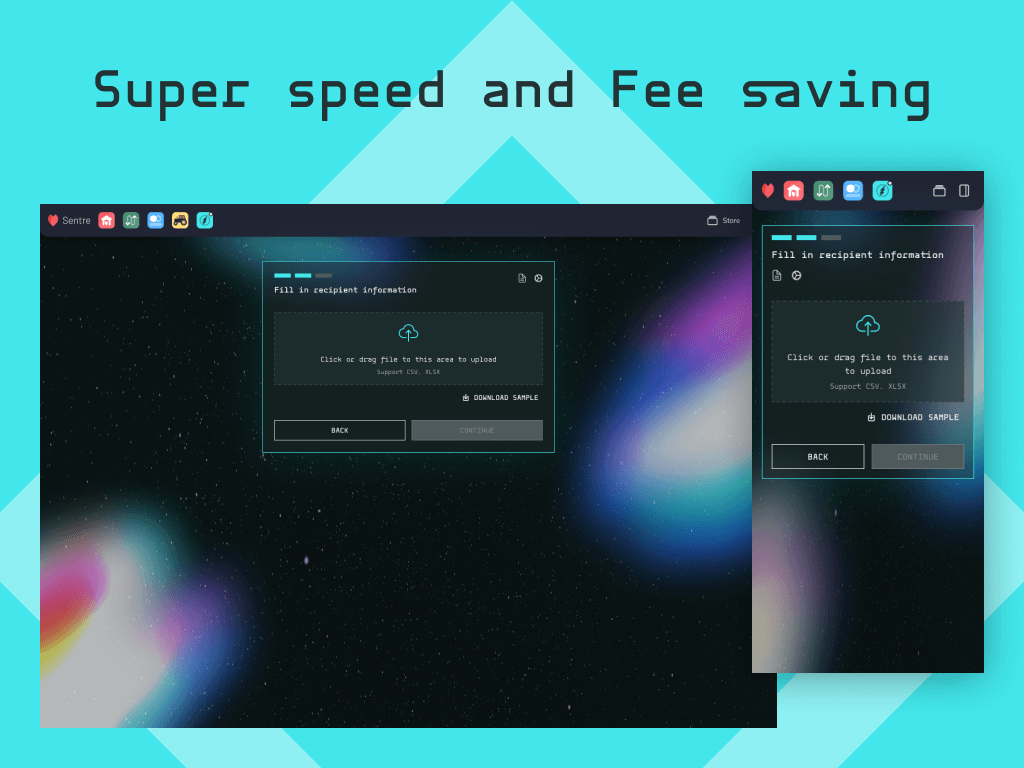 Super speed and Fee saving
Sentre
Store
Fill in recipient information
Click or drag file to this area to upload
Support CSV. XLSX
DOWNLOAD SAMPLE
BACK
CONTINUE
Fill in recipient information
Click or drag file to this area
to upload
Support CSV. XLSX
DOWNLOAD SAMPLE
BACK
CONTINUE